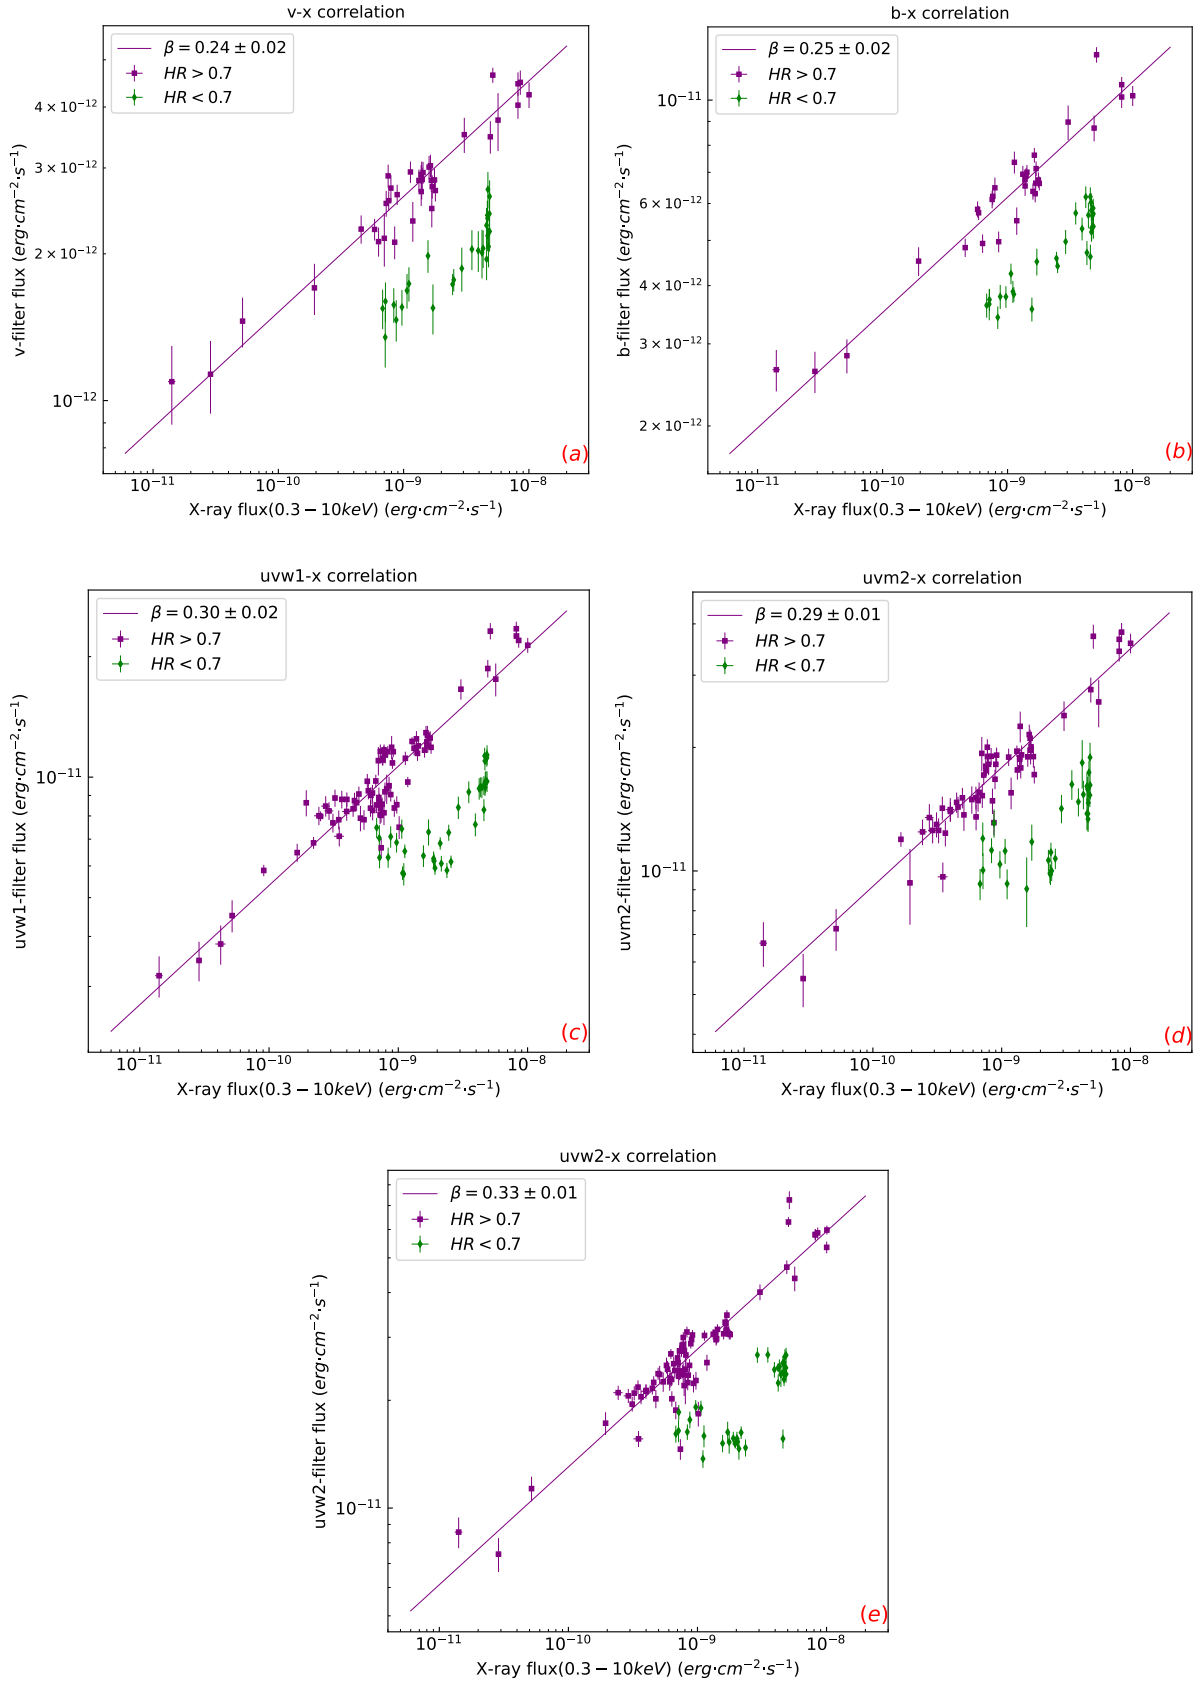 v-x correlation
β = 0.24 ± 0.02
HR > 0.7
HR < 0.7
4 × 10⁻¹²
3 × 10⁻¹²
2 × 10⁻¹²
10⁻¹²
v-filter flux (erg·cm⁻²·s⁻¹)
(a)
10⁻¹¹ 10⁻¹⁰ 10⁻⁹ 10⁻⁸
X-ray flux(0.3 − 10keV) (erg·cm⁻²·s⁻¹)
b-x correlation
β = 0.25 ± 0.02
HR > 0.7
HR < 0.7
10⁻¹¹
6 × 10⁻¹²
4 × 10⁻¹²
3 × 10⁻¹²
2 × 10⁻¹²
b-filter flux (erg·cm⁻²·s⁻¹)
(b)
10⁻¹¹ 10⁻¹⁰ 10⁻⁹ 10⁻⁸
X-ray flux(0.3 − 10keV) (erg·cm⁻²·s⁻¹)
uvw1-x correlation
β = 0.30 ± 0.02
HR > 0.7
HR < 0.7
10⁻¹¹
uvw1-filter flux (erg·cm⁻²·s⁻¹)
(c)
10⁻¹¹ 10⁻¹⁰ 10⁻⁹ 10⁻⁸
X-ray flux(0.3 − 10keV) (erg·cm⁻²·s⁻¹)
uvm2-x correlation
β = 0.29 ± 0.01
HR > 0.7
HR < 0.7
10⁻¹¹
uvm2-filter flux (erg·cm⁻²·s⁻¹)
(d)
10⁻¹¹ 10⁻¹⁰ 10⁻⁹ 10⁻⁸
X-ray flux(0.3 − 10keV) (erg·cm⁻²·s⁻¹)
uvw2-x correlation
β = 0.33 ± 0.01
HR > 0.7
HR < 0.7
10⁻¹¹
uvw2-filter flux (erg·cm⁻²·s⁻¹)
(e)
10⁻¹¹ 10⁻¹⁰ 10⁻⁹ 10⁻⁸
X-ray flux(0.3 − 10keV) (erg·cm⁻²·s⁻¹)